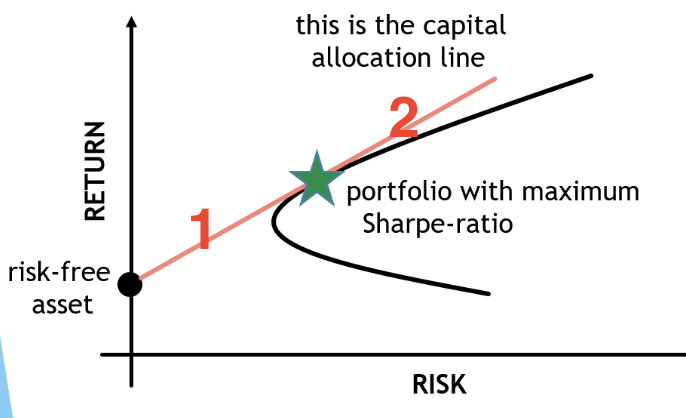 this is the capital
allocation line
2
RETURN
portfolio with maximum
Sharpe-ratio
1
risk-free
asset
RISK